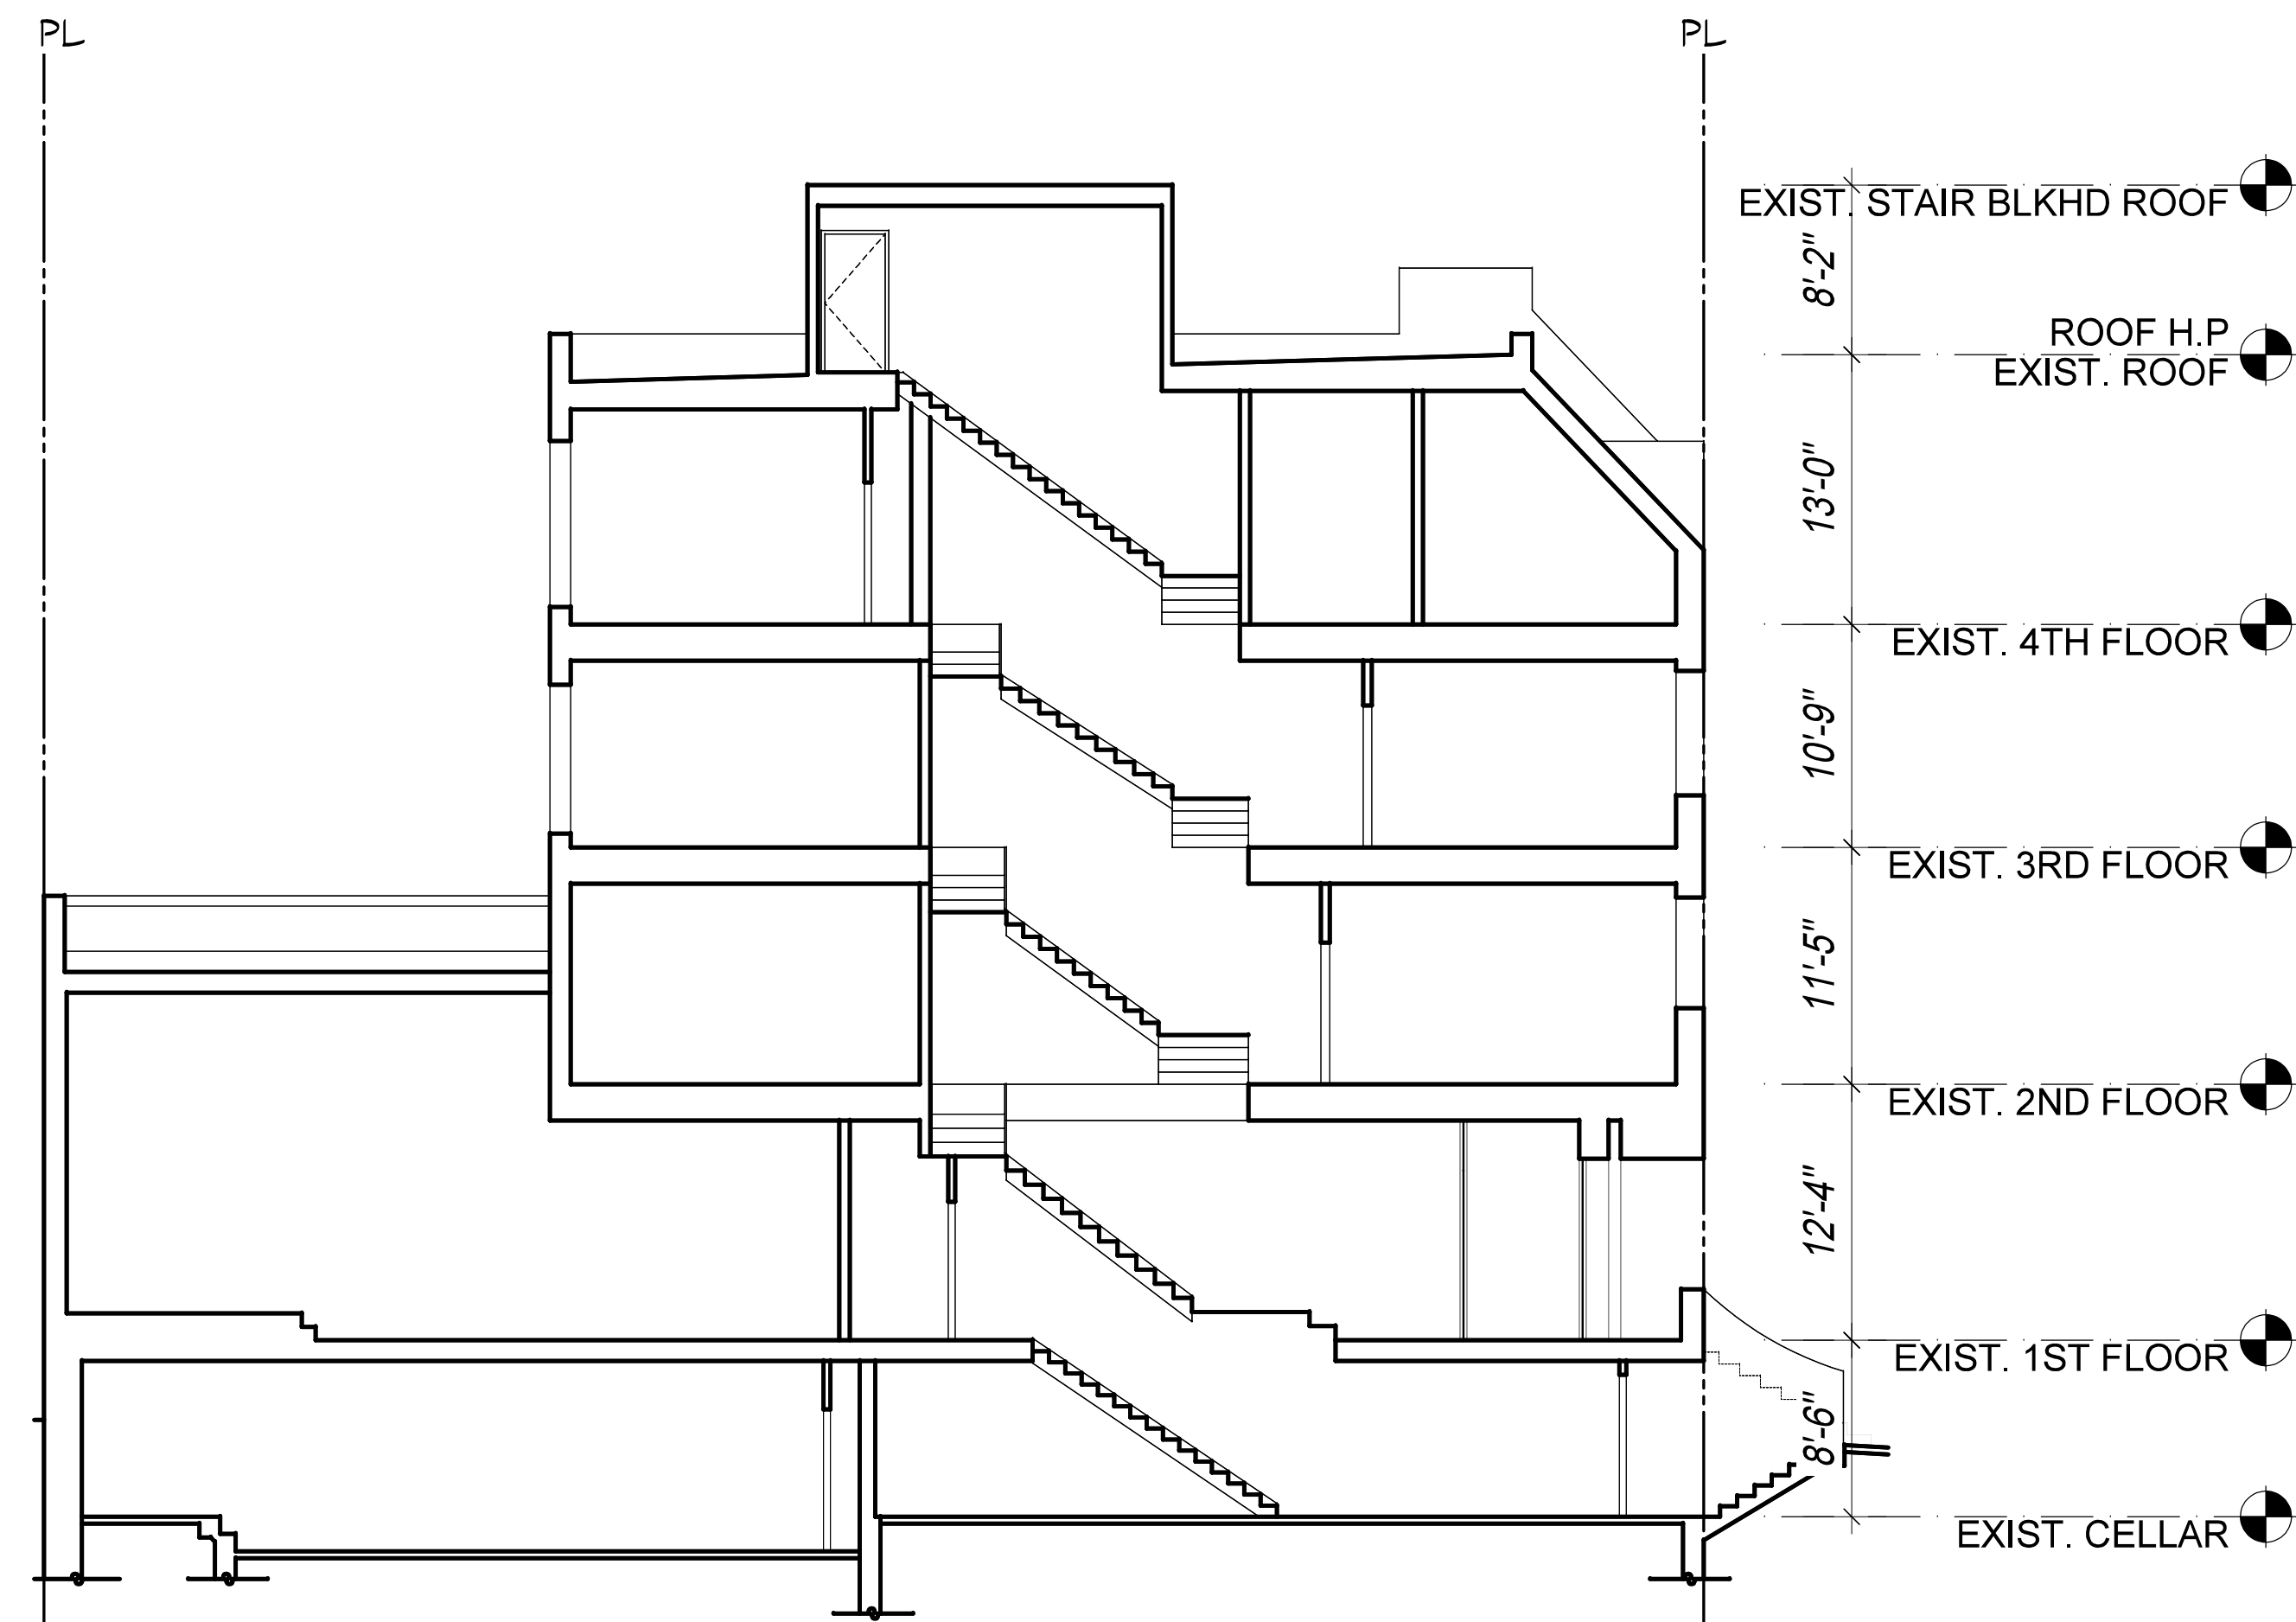 PL
PL
EXIST. STAIR BLKHD ROOF
8'-2"
ROOF H.P
EXIST. ROOF
13'-0"
EXIST. 4TH FLOOR
10'-9"
EXIST. 3RD FLOOR
11'-5"
EXIST. 2ND FLOOR
12'-4"
EXIST. 1ST FLOOR
8'-6"
EXIST. CELLAR